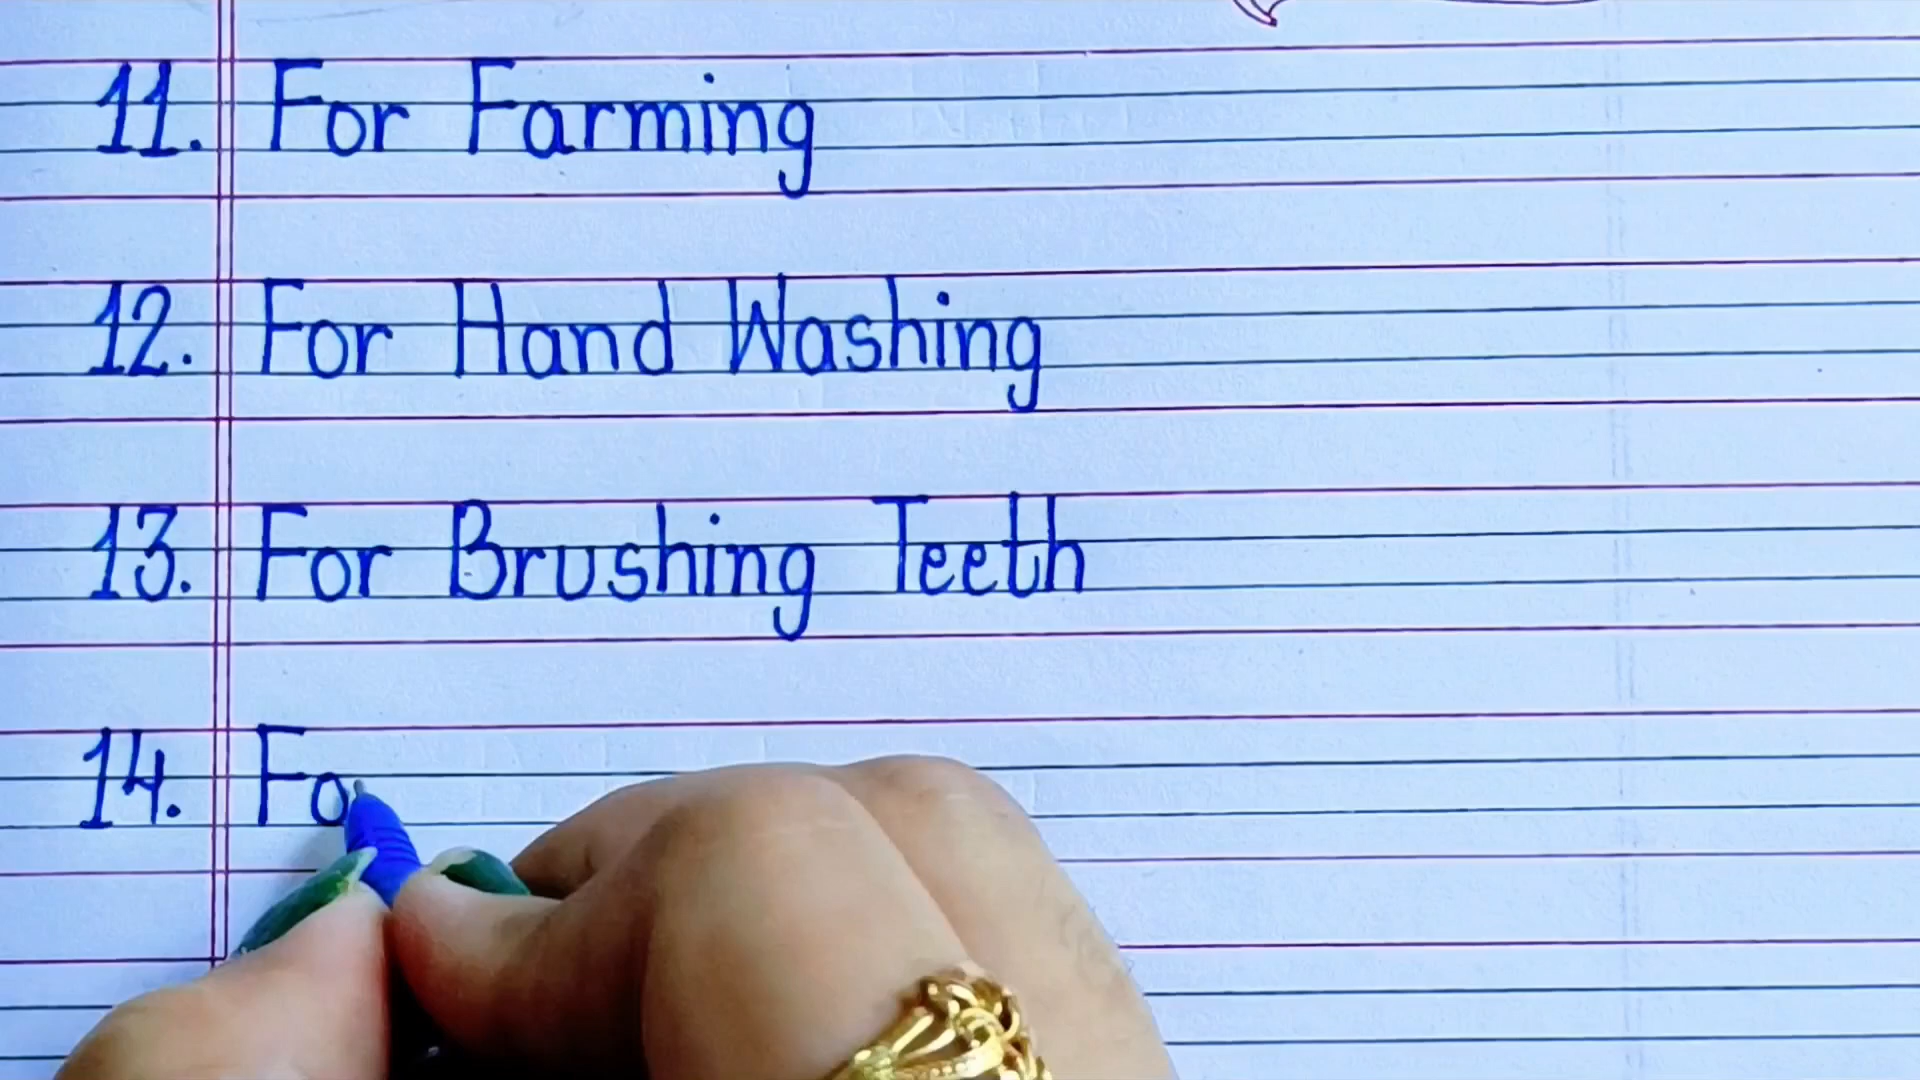 11. For Farming
12. For Hand Washing
13. For Brushing Teeth
14. Fo